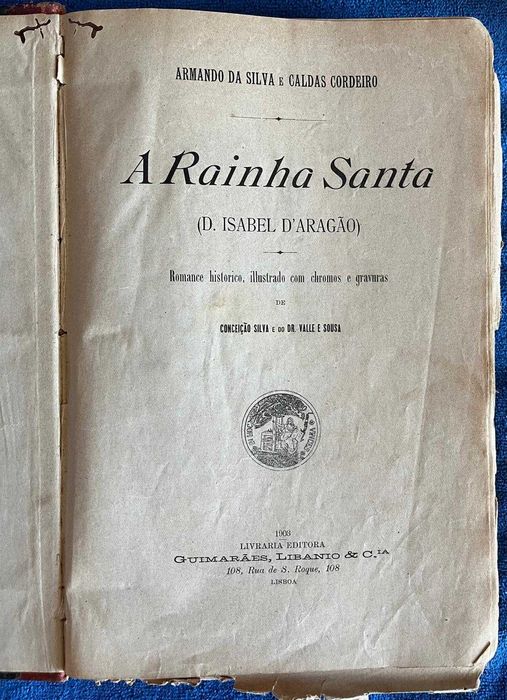 ARMANDO DA SILVA E CALDAS CORDEIRO
A Rainha Santa
(D. ISABEL D'ARAGÃO)
Romance historico, illustrado com chromos e gravuras
DE
CONCEIÇÃO SILVA E DO DR. VALLE E SOUSA
1903
LIVRARIA EDITORA
GUIMARÃES, LIBANIO & C.IA
108, Rua de S. Roque, 108
LISBOA